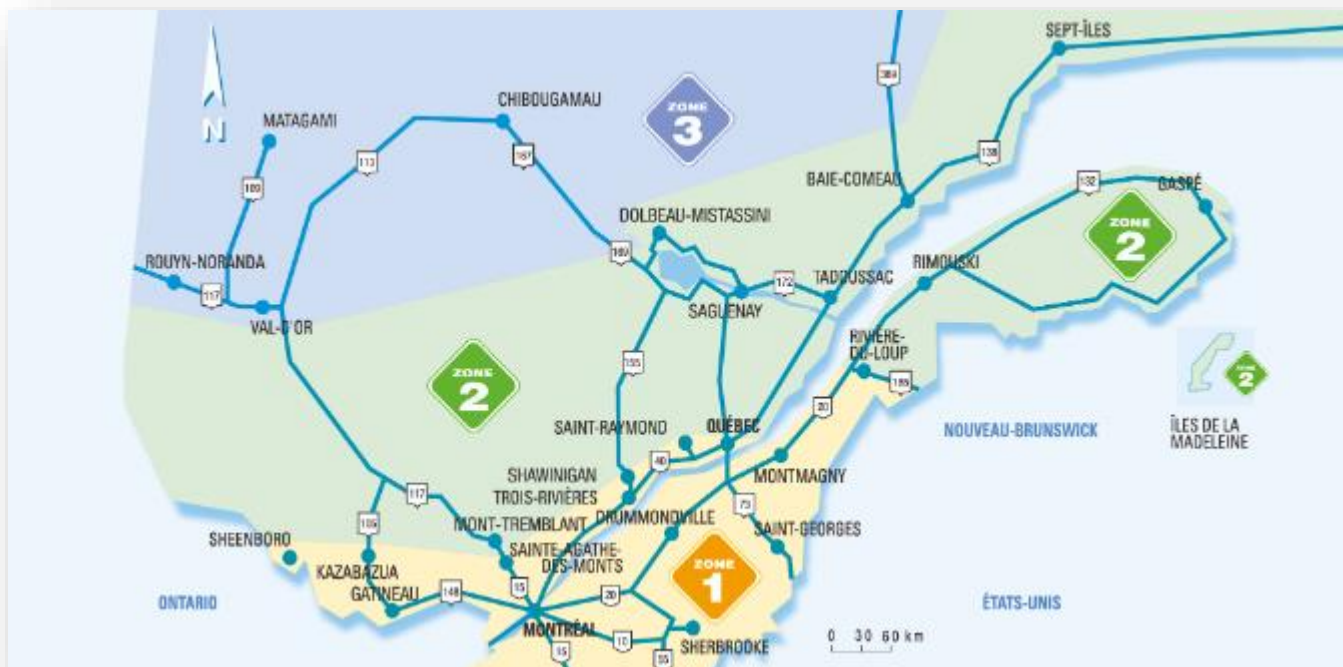 SEPT-ÎLES
389
CHIBOUGAMAU
ZONE
3
MATAGAMI
N
113
167
138
BAIE-COMEAU
132
GASPÉ
109
DOLBEAU-MISTASSINI
ZONE
2
ROUYN-NORANDA
169
RIMOUSKI
117
172
TADOUSSAC
SAGUENAY
VAL-D'OR
RIVIÈRE-
DU-LOUP
155
ZONE
2
ZONE
2
185
20
SAINT-RAYMOND
QUÉBEC
NOUVEAU-BRUNSWICK
ÎLES DE LA
MADELEINE
40
SHAWINIGAN
MONTMAGNY
TROIS-RIVIÈRES
117
73
105
DRUMMONDVILLE
MONT-TREMBLANT
SAINT-GEORGES
SHEENBORO
SAINTE-AGATHE-
DES-MONTS
KAZABAZUA
ZONE
1
GATINEAU
148
15
20
ONTARIO
ÉTATS-UNIS
MONTRÉAL
10
SHERBROOKE
0 30 60 km
15
55